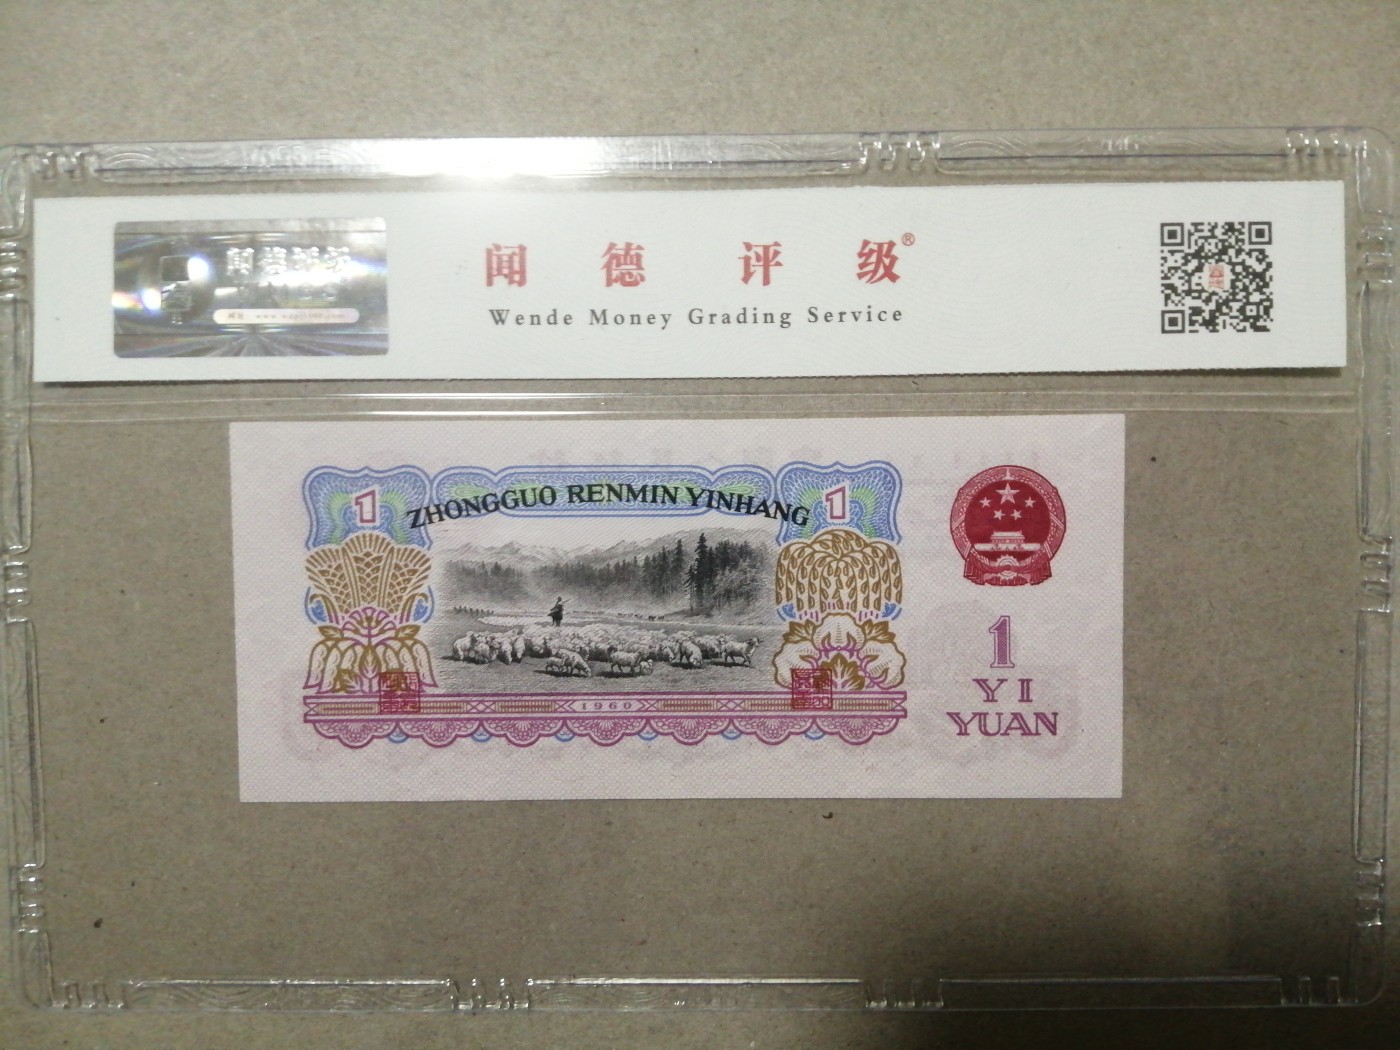 闻德评级®
Wende Money Grading Service
ZHONGGUO RENMIN YINHANG
1
1
1960
1
YI
YUAN